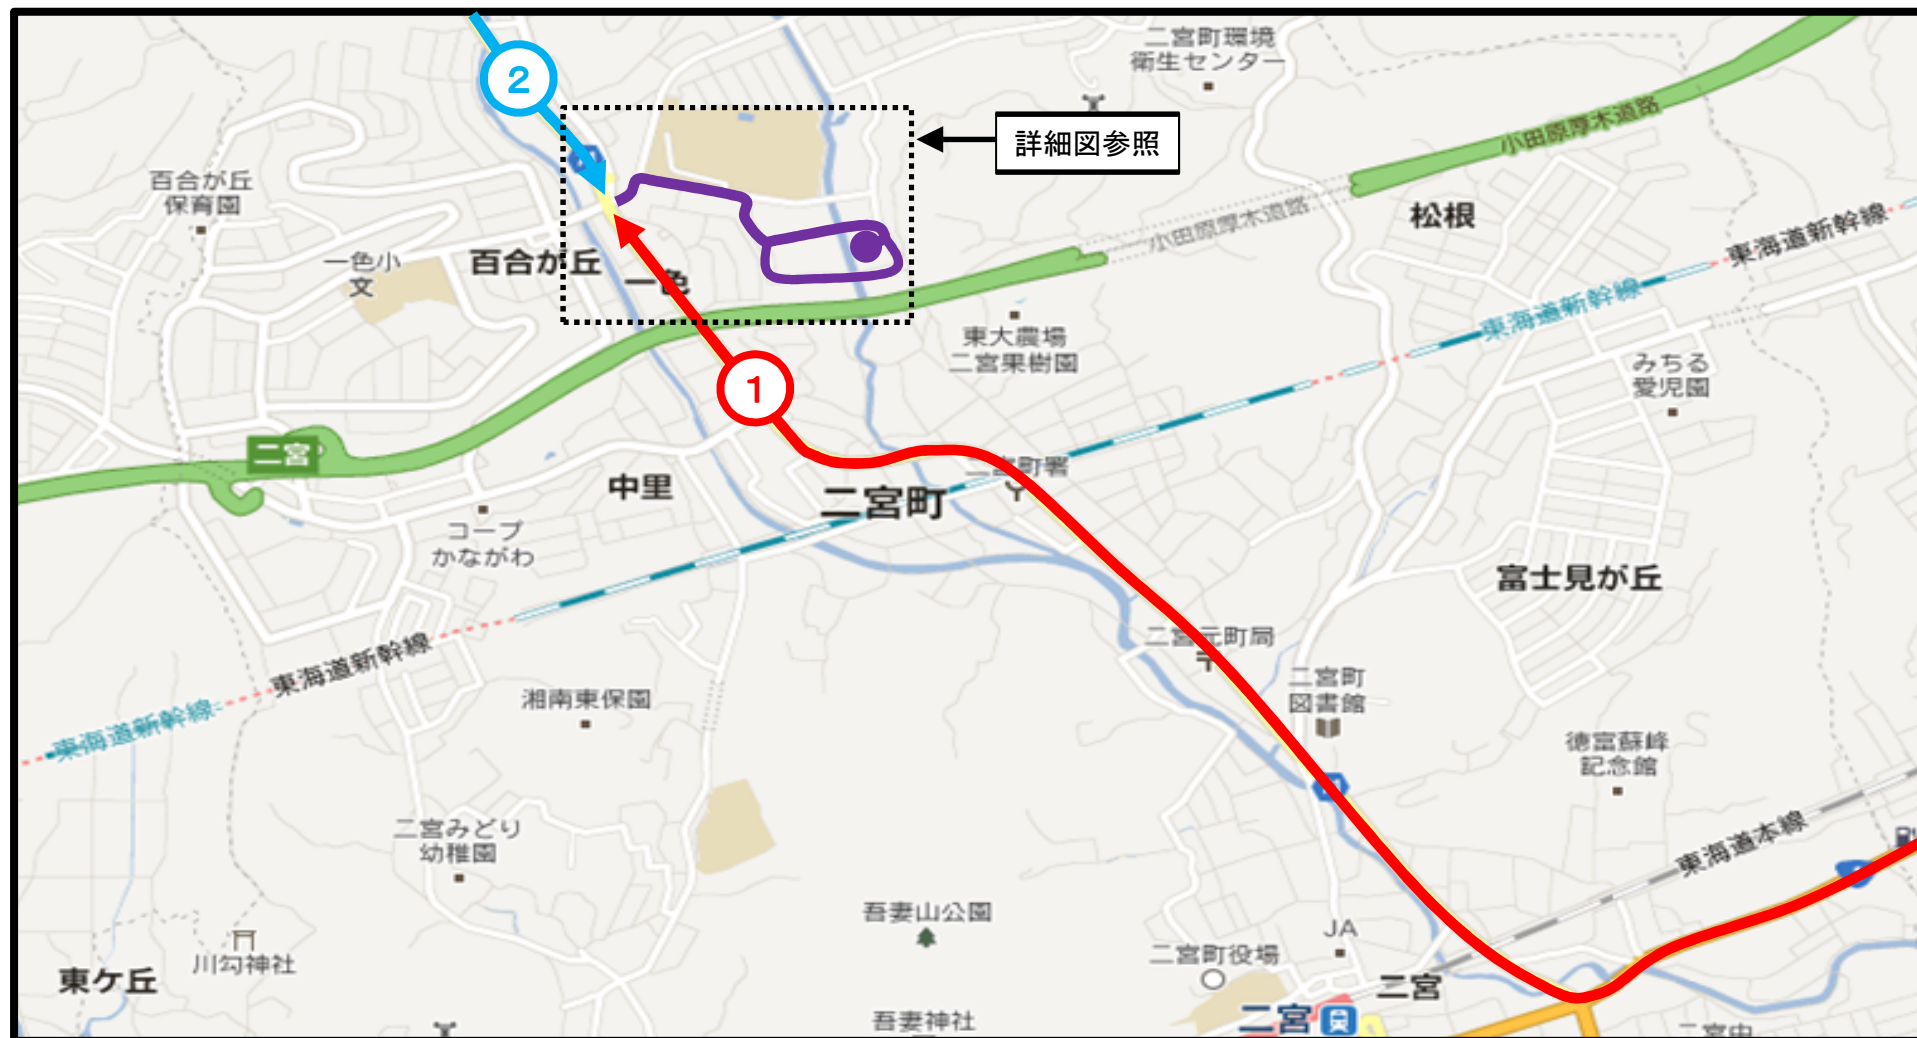 二宮町環境
衛生センター
2
詳細図参照
小田原厚木道路
百合が丘
保育園
小田原厚木道路
松根
東海道新幹線
一色小
文
百合が丘
一色
東海道新幹線
東大農場
二宮果樹園
みちる
愛児園
1
二宮
二宮町署
中里
二宮町
コープ
かながわ
富士見が丘
二宮元町局
東海道新幹線
二宮町
図書館
湘南東保園
東海道新幹線
徳富蘇峰
記念館
二宮みどり
幼稚園
東海道本線
吾妻山公園
JA
二宮町役場
川勾神社
東ケ丘
二宮
吾妻神社
二宮